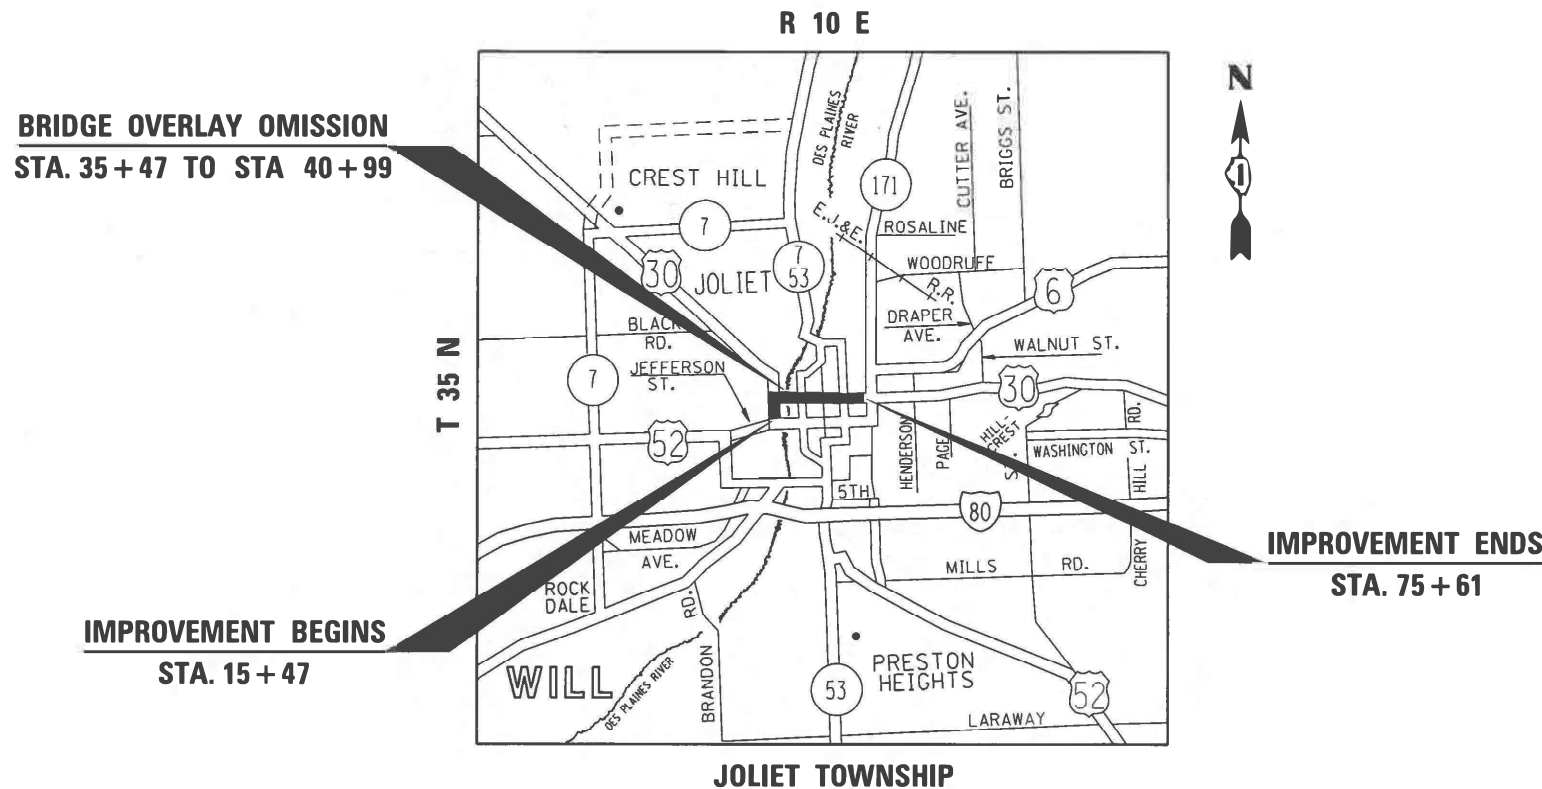 R 10 E
N
1
BRIDGE OVERLAY OMISSION
STA. 35+47 TO STA 40+99
DES PLAINES
RIVER
CUTTER AVE.
BRIGGS ST.
CREST HILL
171
7
E.J.&E.
R.R.
ROSALINE
7
53
30
JOLIET
WOODRUFF
6
DRAPER
AVE.
BLACK
RD.
WALNUT ST.
T 35 N
JEFFERSON
ST.
7
30
HILL-
CREST
RD.
52
HENDERSON
PAGE
WASHINGTON ST.
ST.
CHERRY HILL
5TH
80
MEADOW
AVE.
IMPROVEMENT ENDS
STA. 75+61
MILLS RD.
ROCK
DALE
BRANDON RD.
IMPROVEMENT BEGINS
STA. 15+47
WILL
DES PLAINES RIVER
PRESTON
HEIGHTS
53
52
LARAWAY
JOLIET TOWNSHIP